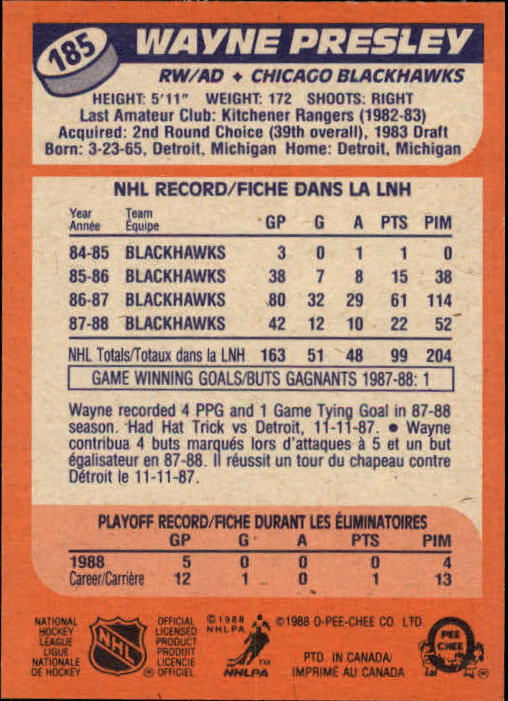 185
WAYNE PRESLEY
RW/AD ♦ CHICAGO BLACKHAWKS
HEIGHT: 5'11" WEIGHT: 172 SHOOTS: RIGHT
Last Amateur Club: Kitchener Rangers (1982-83)
Acquired: 2nd Round Choice (39th overall), 1983 Draft
Born: 3-23-65, Detroit, Michigan Home: Detroit, Michigan
NHL RECORD/FICHE DANS LA LNH
Year Team
Année Équipe GP G A PTS PIM
84-85 BLACKHAWKS 3 0 1 1 0
85-86 BLACKHAWKS 38 7 8 15 38
86-87 BLACKHAWKS 80 32 29 61 114
87-88 BLACKHAWKS 42 12 10 22 52
NHL Totals/Totaux dans la LNH 163 51 48 99 204
GAME WINNING GOALS/BUTS GAGNANTS 1987-88: 1
Wayne recorded 4 PPG and 1 Game Tying Goal in 87-88
season. Had Hat Trick vs Detroit, 11-11-87. ● Wayne
contribua 4 buts marqués lors d'attaques à 5 et un but
égalisateur en 87-88. Il réussit un tour du chapeau contre
Détroit le 11-11-87.
PLAYOFF RECORD/FICHE DURANT LES ÉLIMINATOIRES
GP G A PTS PIM
1988 5 0 0 0 4
Career/Carrière 12 1 0 1 13
NATIONAL
HOCKEY
LEAGUE
LIGUE
NATIONALE
DE HOCKEY
NHL
OFFICIAL
LICENSED
PRODUCT
PRODUIT
LICENCIE
® OFFICIEL
©1988
NHLPA
NHLPA
TM
©1988 O-PEE-CHEE CO. LTD.
PTD. IN CANADA/
IMPRIMÉ AU CANADA
O
PEE
CHEE